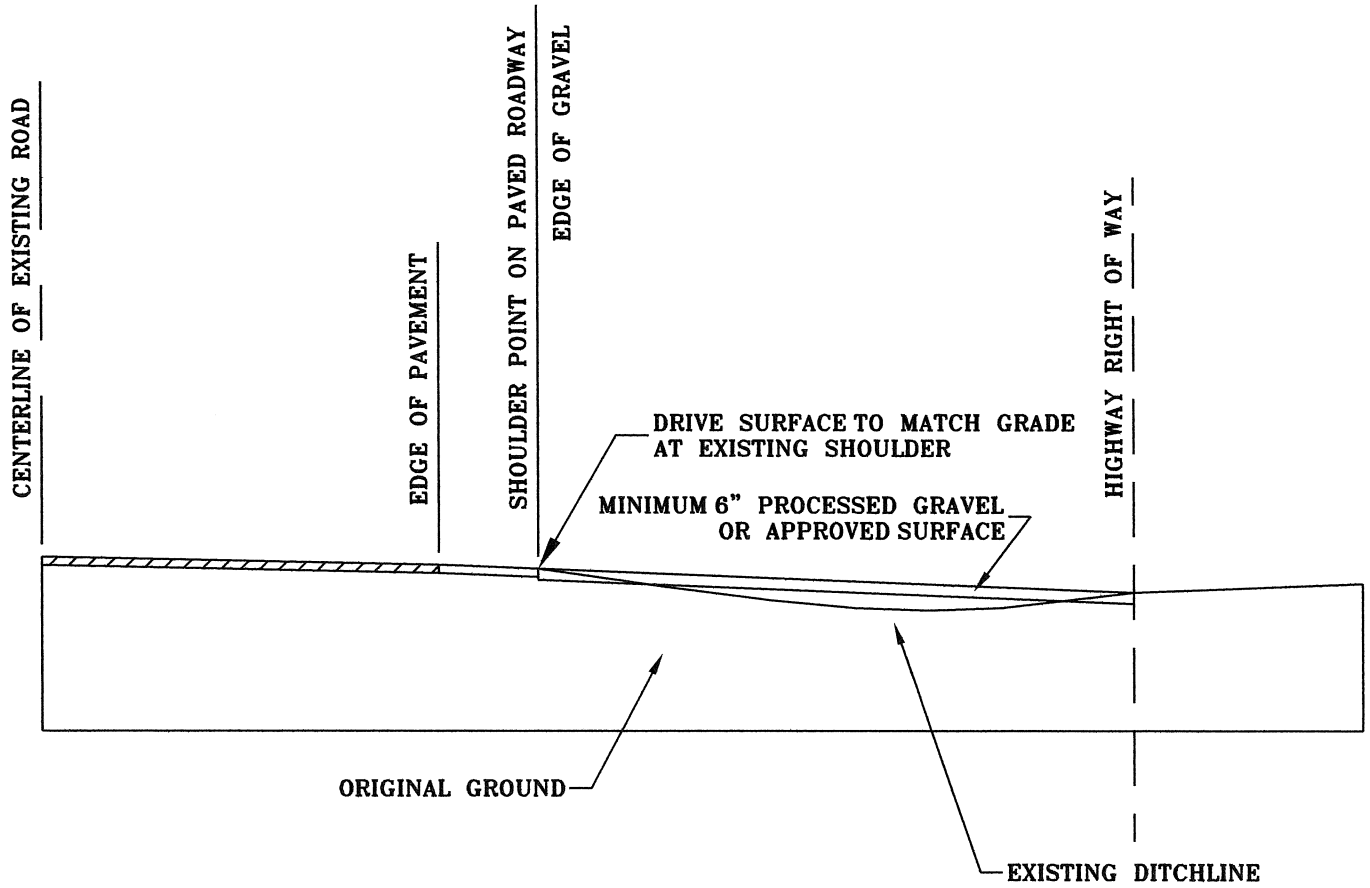 CENTERLINE OF EXISTING ROAD
EDGE OF PAVEMENT
SHOULDER POINT ON PAVED ROADWAY
EDGE OF GRAVEL
HIGHWAY RIGHT OF WAY
DRIVE SURFACE TO MATCH GRADE
AT EXISTING SHOULDER
MINIMUM 6" PROCESSED GRAVEL
OR APPROVED SURFACE
ORIGINAL GROUND
EXISTING DITCHLINE